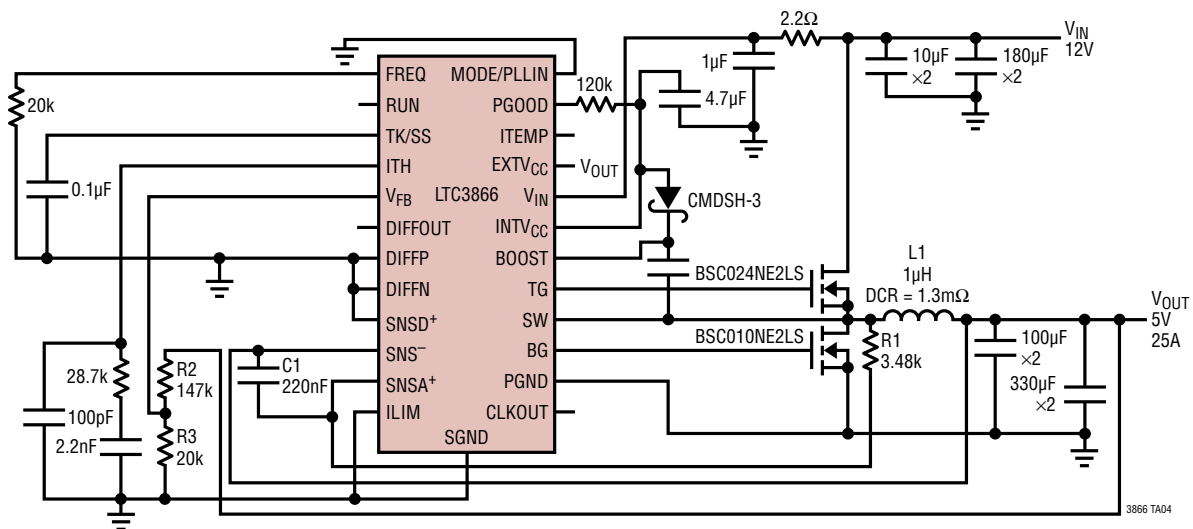 2.2Ω
VIN
12V
1µF
10µF
×2
180µF
×2
20k
FREQ
MODE/PLLIN
120k
4.7µF
RUN
PGOOD
TK/SS
ITEMP
ITH
EXTVCC
VOUT
0.1µF
VFB
LTC3866
VIN
CMDSH-3
DIFFOUT
INTVCC
DIFFP
BOOST
DIFFN
TG
BSC024NE2LS
L1
1µH
DCR = 1.3mΩ
SNSD+
SW
VOUT
5V
25A
SNS–
BG
BSC010NE2LS
R1
3.48k
100µF
×2
C1
220nF
SNSA+
PGND
330µF
×2
28.7k
R2
147k
ILIM
CLKOUT
100pF
2.2nF
R3
20k
SGND
3866 TA04